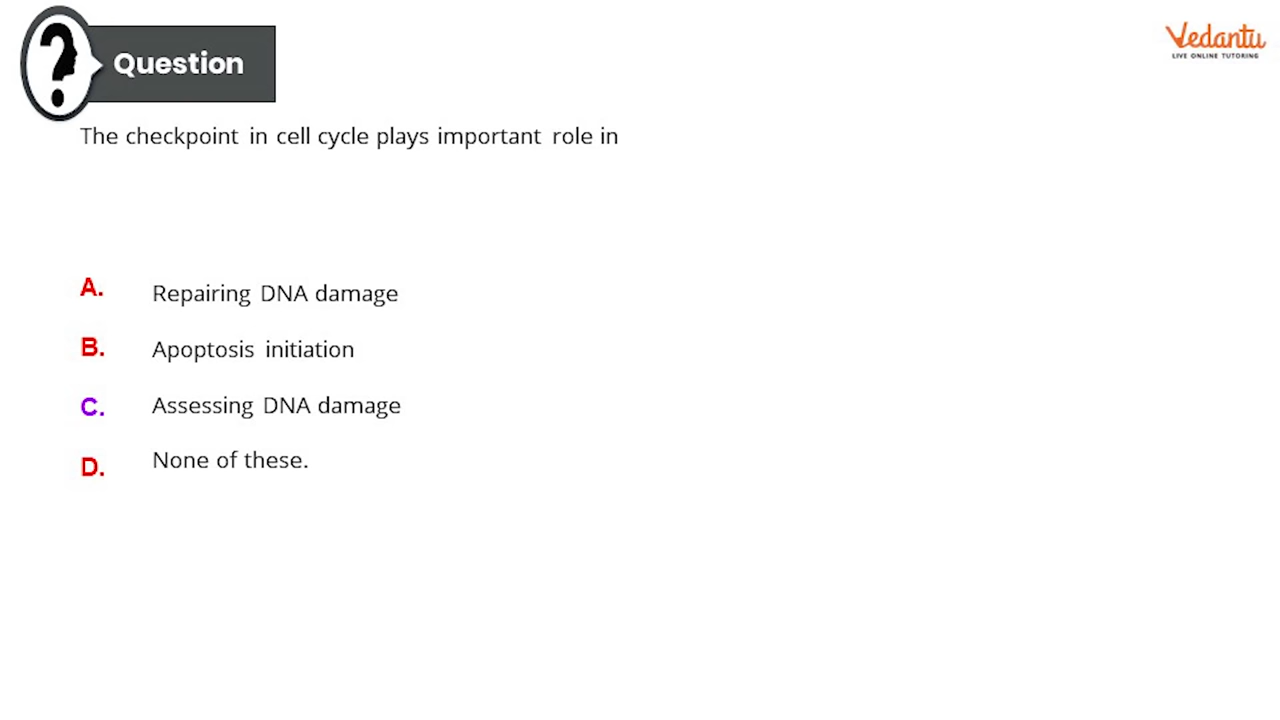 Question
Vedantu
LIVE ONLINE TUTORING
The checkpoint in cell cycle plays important role in
A. Repairing DNA damage
B. Apoptosis initiation
C. Assessing DNA damage
D. None of these.